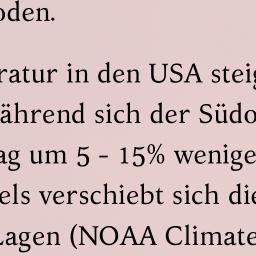 oden.
ratur in den USA steig
ährend sich der Südo
ag um 5 - 15% wenige
els verschiebt sich die
Lagen (NOAA Climate